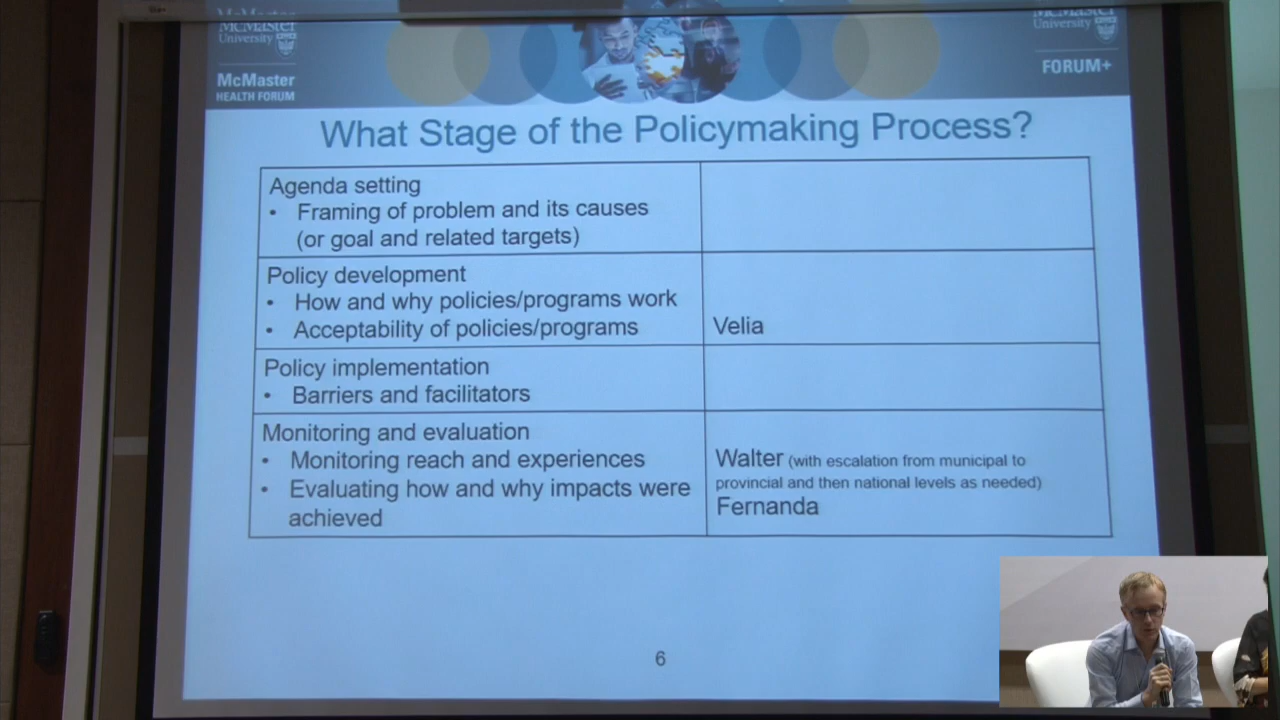 McMaster
University
McMaster
HEALTH FORUM
McMaster
University
FORUM+
What Stage of the Policymaking Process?
Agenda setting
• Framing of problem and its causes
(or goal and related targets)
Policy development
• How and why policies/programs work
• Acceptability of policies/programs
Velia
Policy implementation
• Barriers and facilitators
Monitoring and evaluation
• Monitoring reach and experiences
• Evaluating how and why impacts were
achieved
Walter (with escalation from municipal to
provincial and then national levels as needed)
Fernanda
6